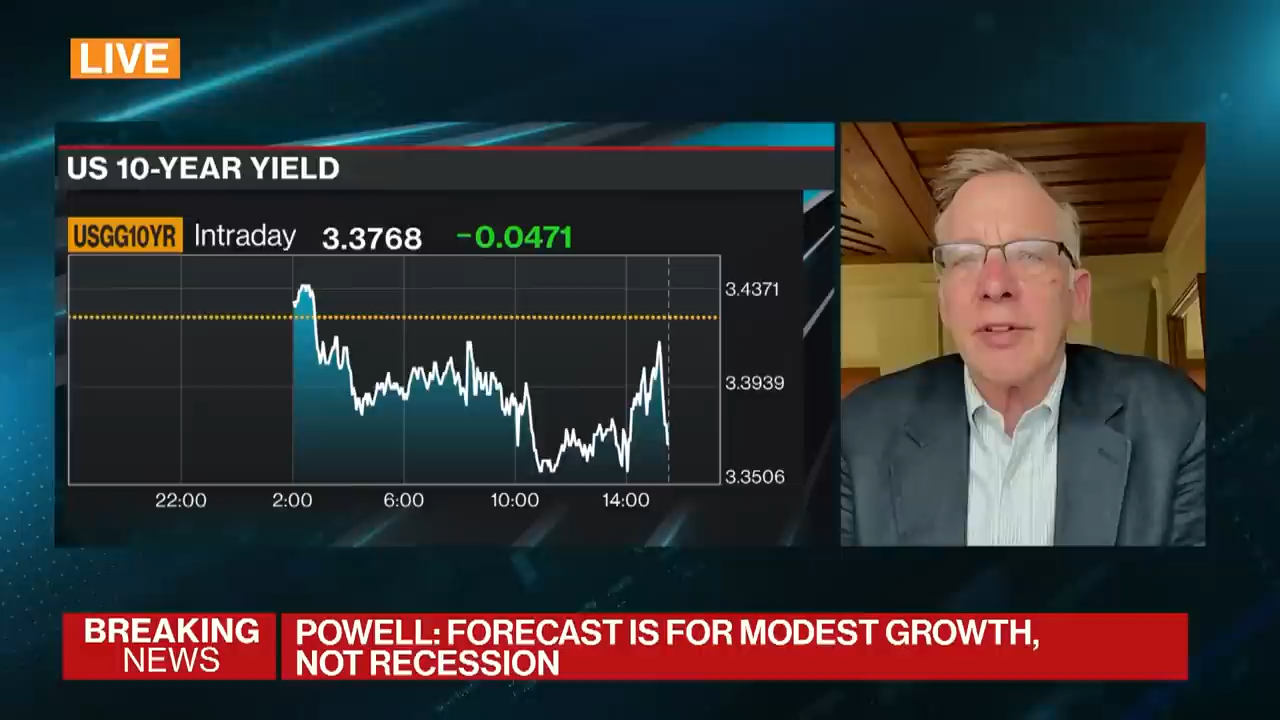 LIVE
US 10-YEAR YIELD
USGG10YR Intraday 3.3768 -0.0471
3.4371
3.3939
3.3506
22:00 2:00 6:00 10:00 14:00
BREAKING NEWS
POWELL: FORECAST IS FOR MODEST GROWTH,
NOT RECESSION